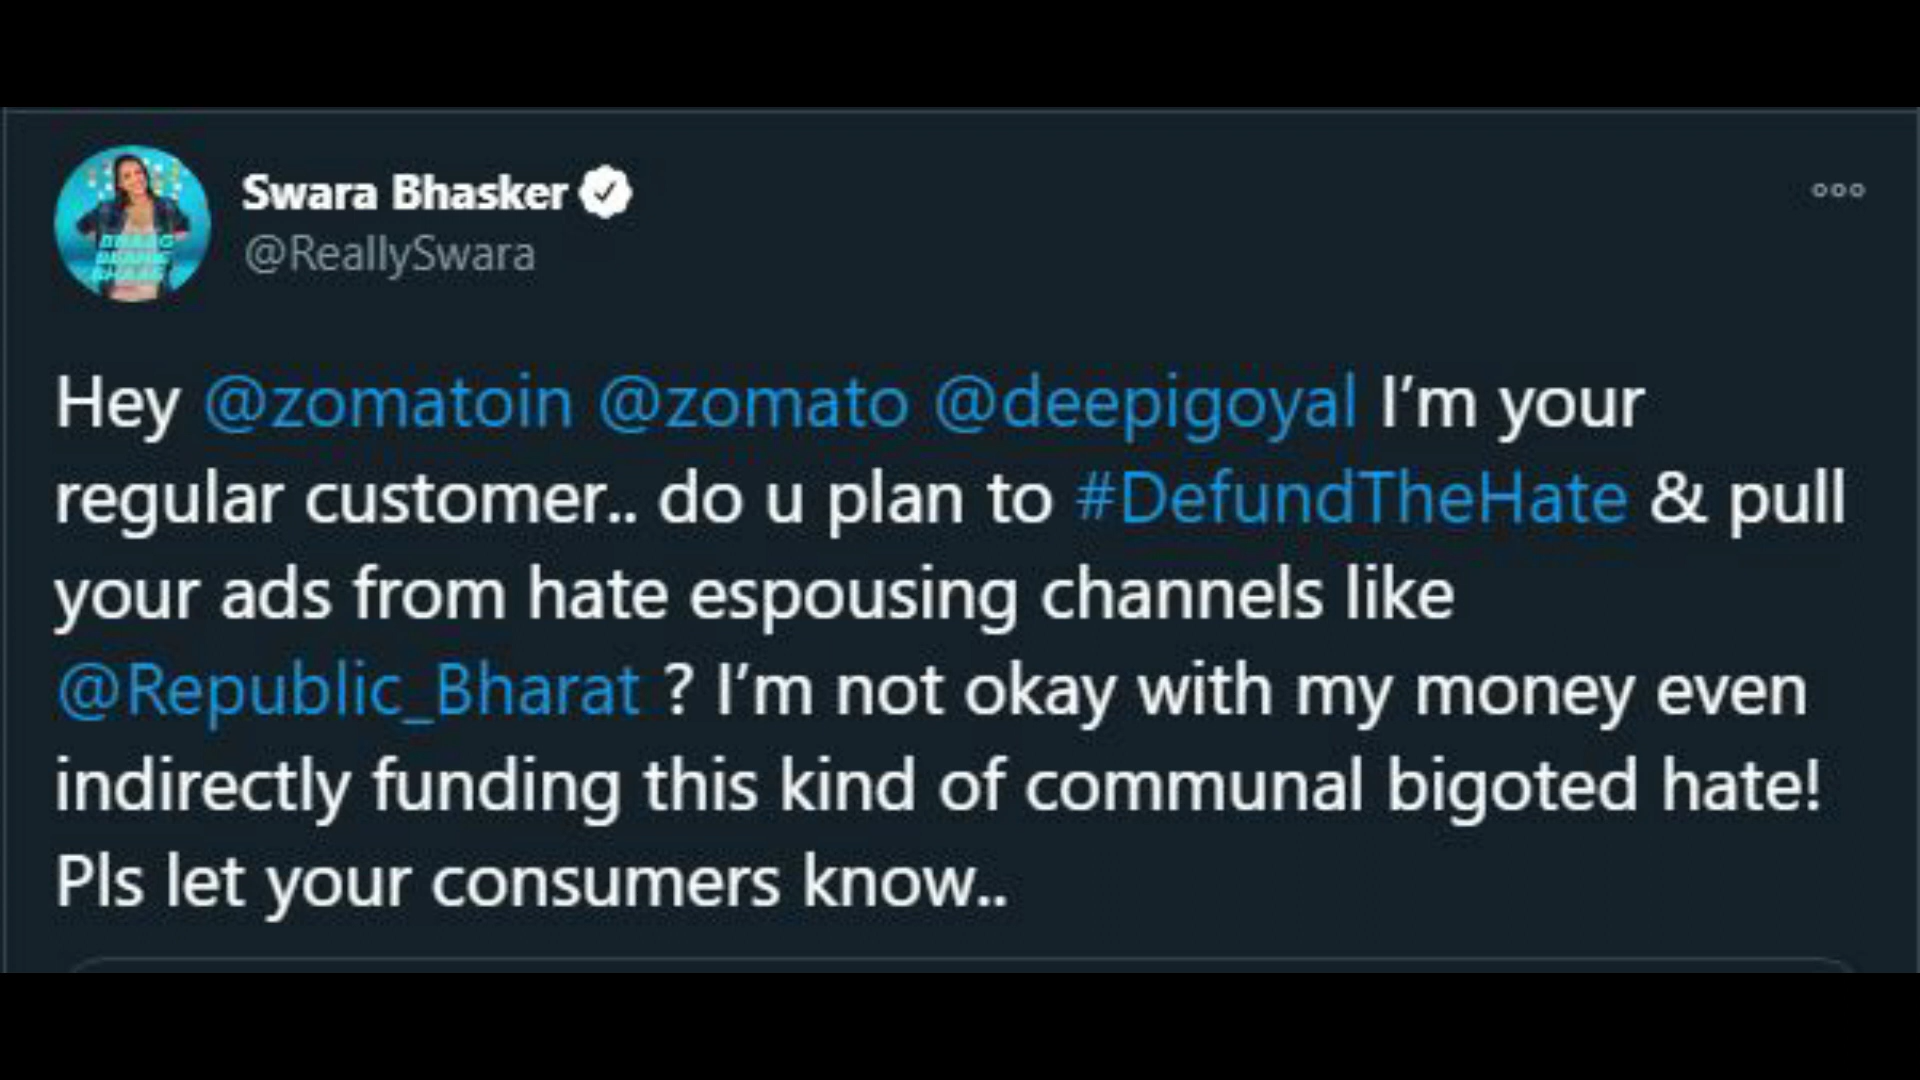 Swara Bhasker
@ReallySwara
Hey @zomatoin @zomato @deepigoyal I'm your
regular customer.. do u plan to #DefundTheHate & pull
your ads from hate espousing channels like
@Republic_Bharat ? I'm not okay with my money even
indirectly funding this kind of communal bigoted hate!
Pls let your consumers know..